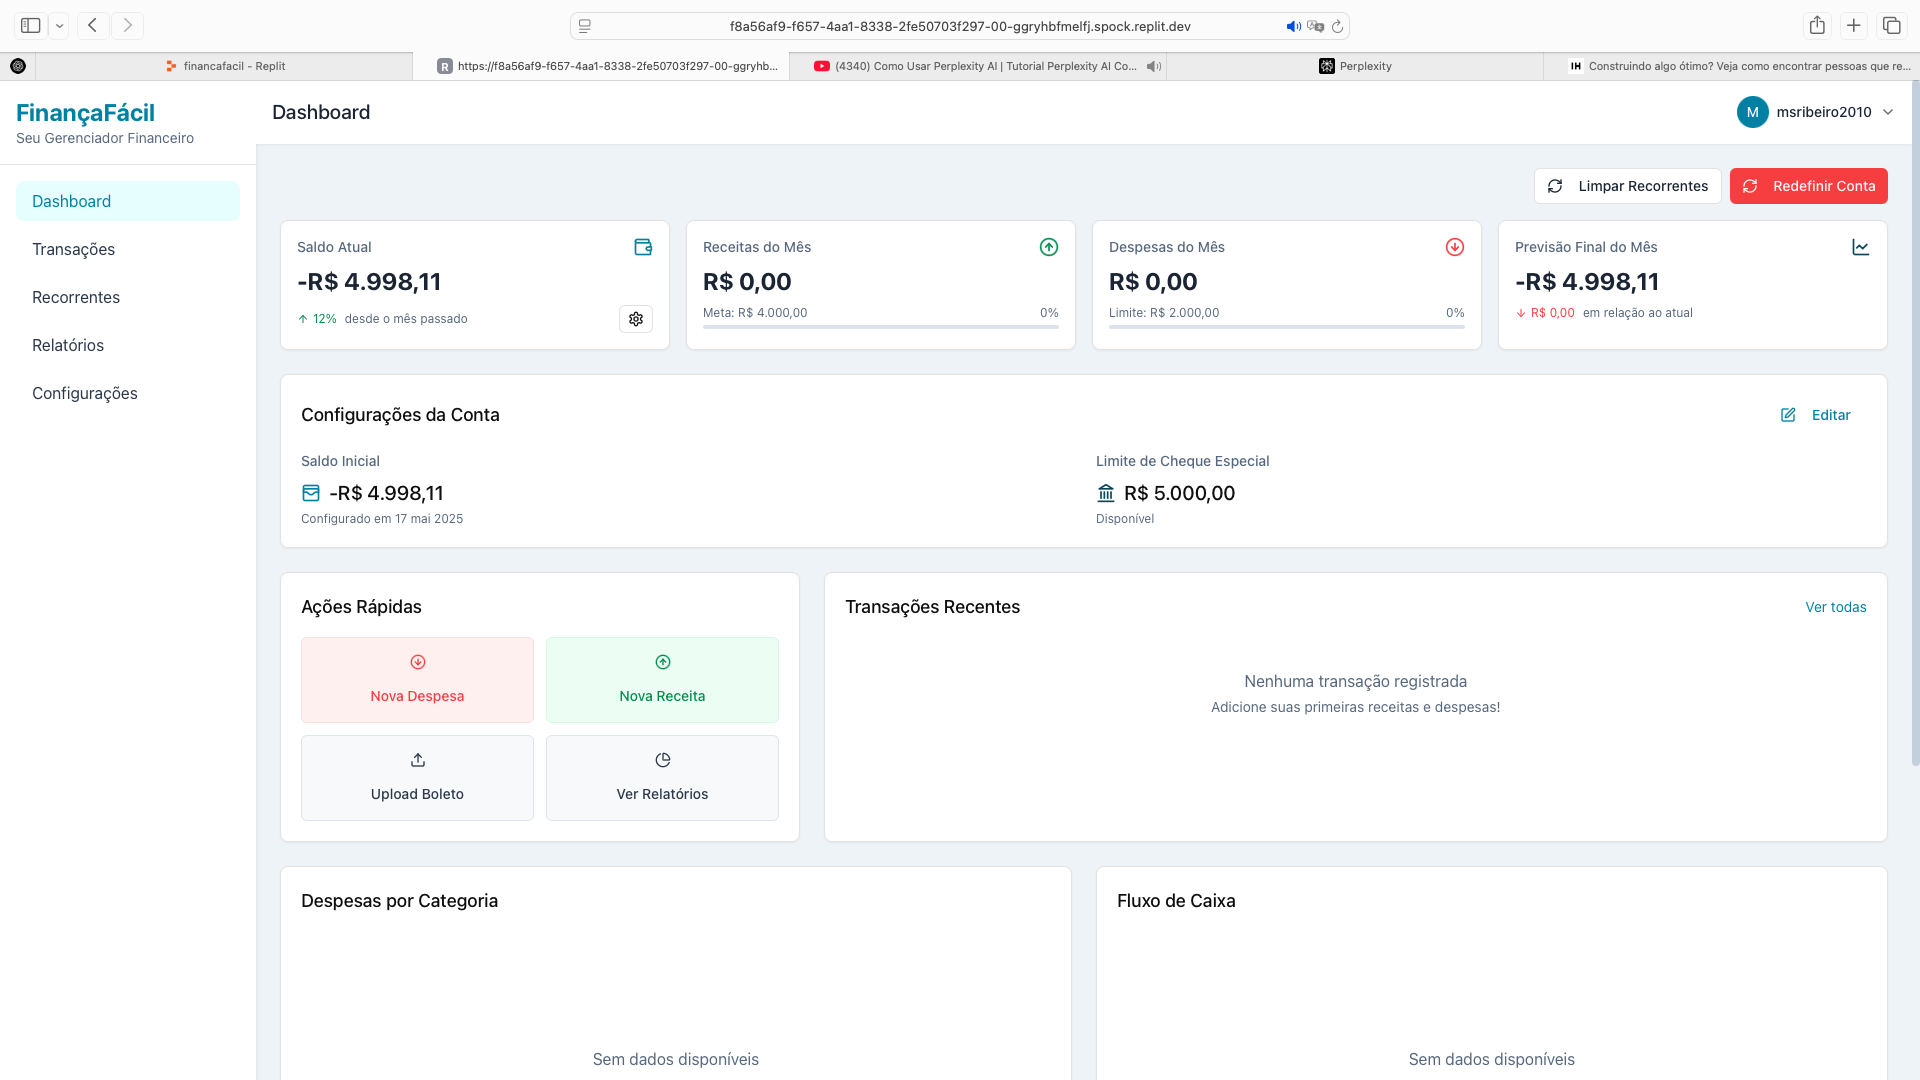 f8a56af9-f657-4aa1-8338-2fe50703f297-00-ggryhbfmelfj.spock.replit.dev
financafacil - Replit
R https://f8a56af9-f657-4aa1-8338-2fe50703f297-00-ggryhb...
(4340) Como Usar Perplexity AI | Tutorial Perplexity AI Co...
Perplexity
IH Construindo algo ótimo? Veja como encontrar pessoas que re...
FinançaFácil
Seu Gerenciador Financeiro
Dashboard
Transações
Recorrentes
Relatórios
Configurações
Dashboard
M msribeiro2010
Limpar Recorrentes
Redefinir Conta
Saldo Atual
-R$ 4.998,11
12% desde o mês passado
Receitas do Mês
R$ 0,00
Meta: R$ 4.000,00 0%
Despesas do Mês
R$ 0,00
Limite: R$ 2.000,00 0%
Previsão Final do Mês
-R$ 4.998,11
R$ 0,00 em relação ao atual
Configurações da Conta
Editar
Saldo Inicial
-R$ 4.998,11
Configurado em 17 mai 2025
Limite de Cheque Especial
R$ 5.000,00
Disponível
Ações Rápidas
Nova Despesa
Nova Receita
Upload Boleto
Ver Relatórios
Transações Recentes
Ver todas
Nenhuma transação registrada
Adicione suas primeiras receitas e despesas!
Despesas por Categoria
Sem dados disponíveis
Fluxo de Caixa
Sem dados disponíveis